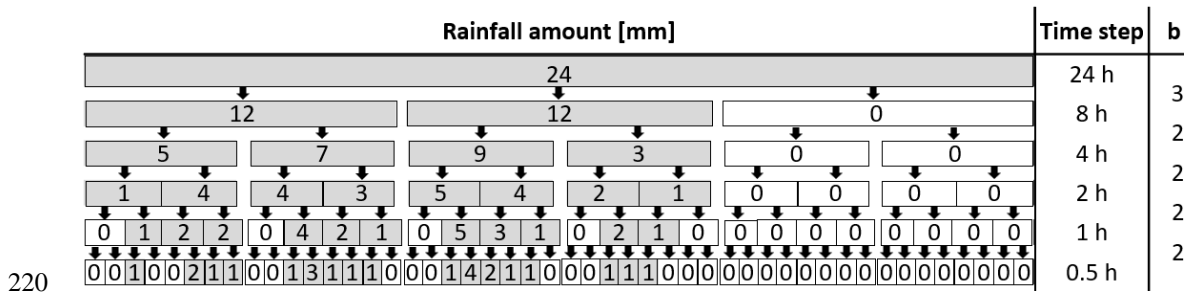 Rainfall amount [mm] Time step b
24 24 h
3
12 12 0 8 h
2
5 7 9 3 0 0 4 h
2
1 4 4 3 5 4 2 1 0 0 0 0 2 h
2
0 1 2 2 0 4 2 1 0 5 3 1 0 2 1 0 0 0 0 0 0 0 0 0 1 h
2
220 0 0 1 0 0 2 1 1 0 0 1 3 1 1 1 0 0 0 1 4 2 1 1 0 0 0 1 1 1 0 0 0 0 0 0 0 0 0 0 0 0 0 0 0 0 0 0 0 0.5 h